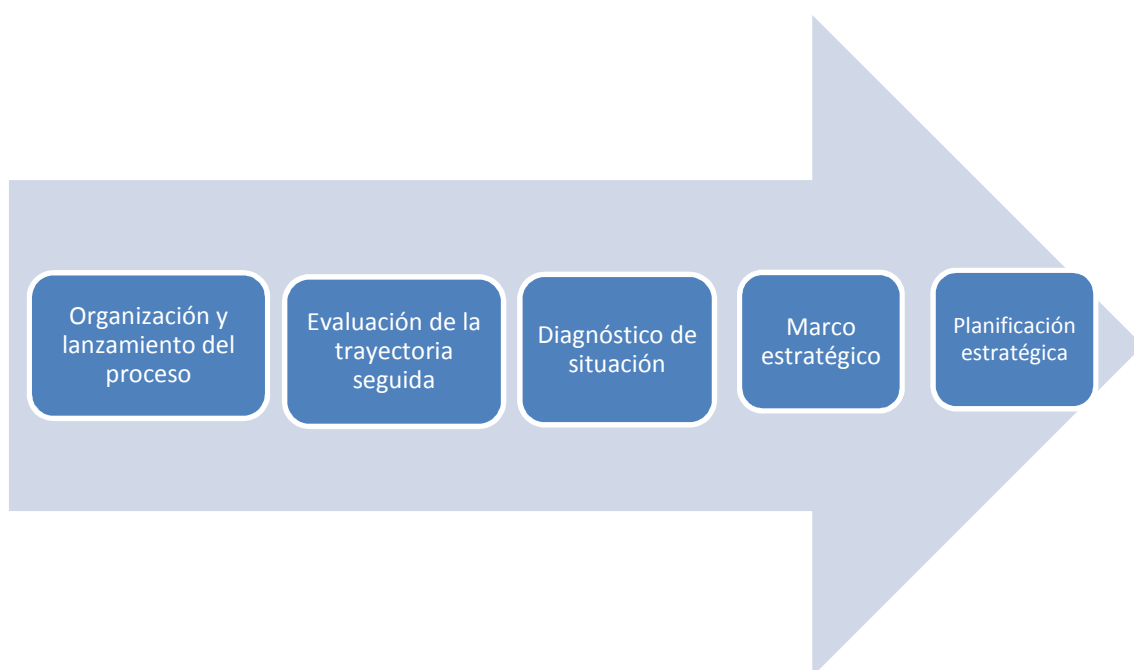 Organización y
lanzamiento del
proceso
Evaluación de la
trayectoria
seguida
Diagnóstico de
situación
Marco
estratégico
Planificación
estratégica